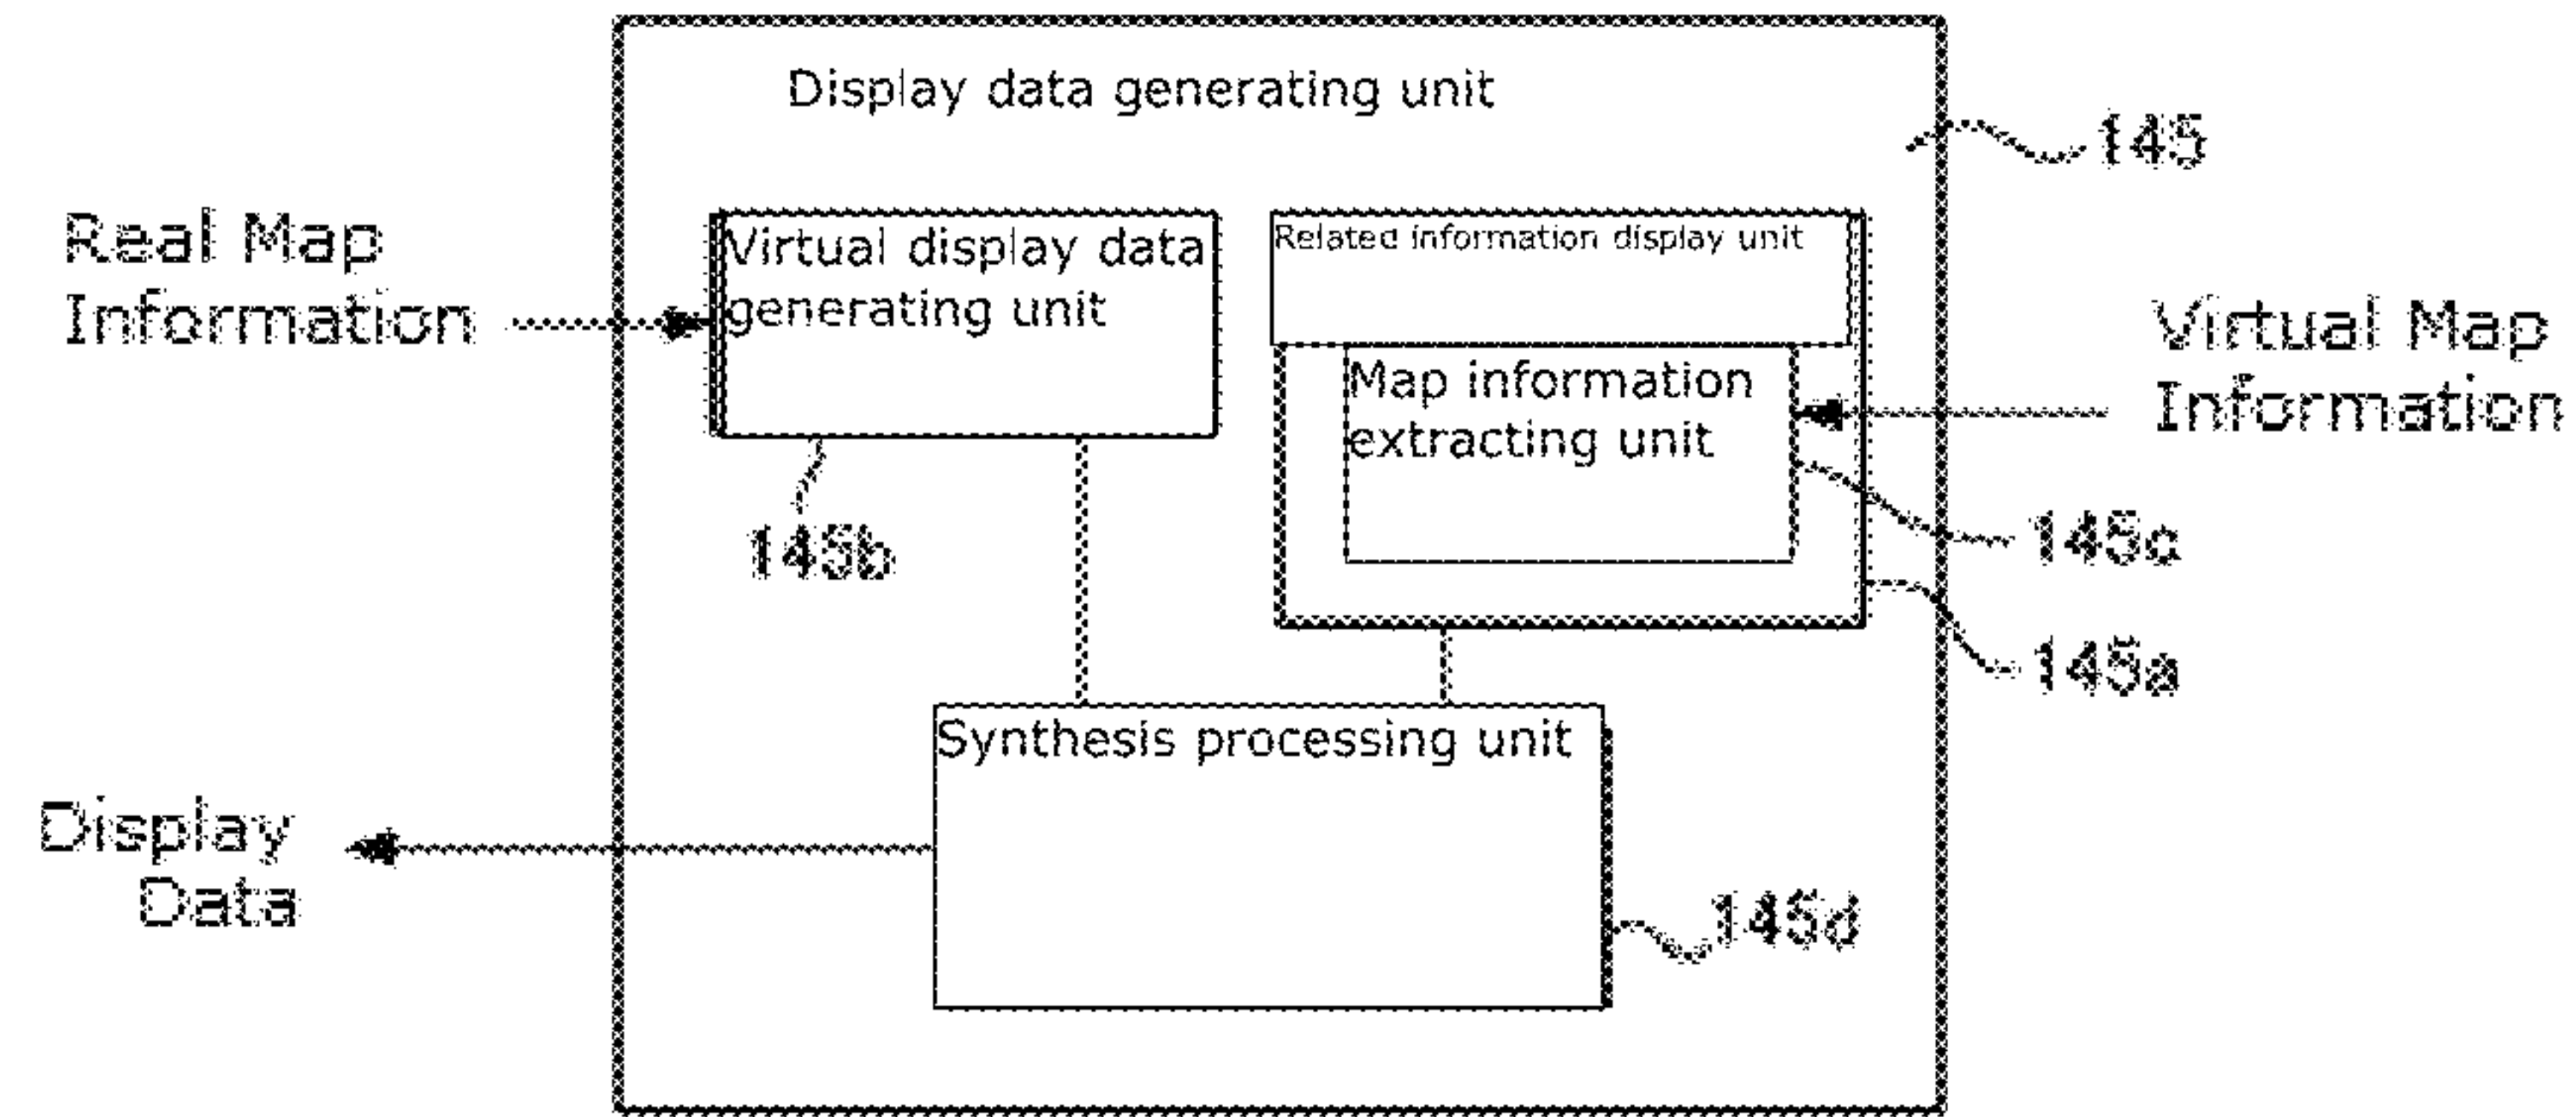 Display data generating unit
145
Real Map
Information
Virtual display data
generating unit
145b
Related information display unit
Map information
extracting unit
Virtual Map
Information
145c
145a
Synthesis processing unit
145d
Display
Data